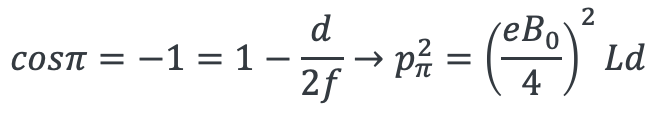 cosπ = −1 = 1 − d/2f → p_π^2 = (eB_0/4)^2 Ld